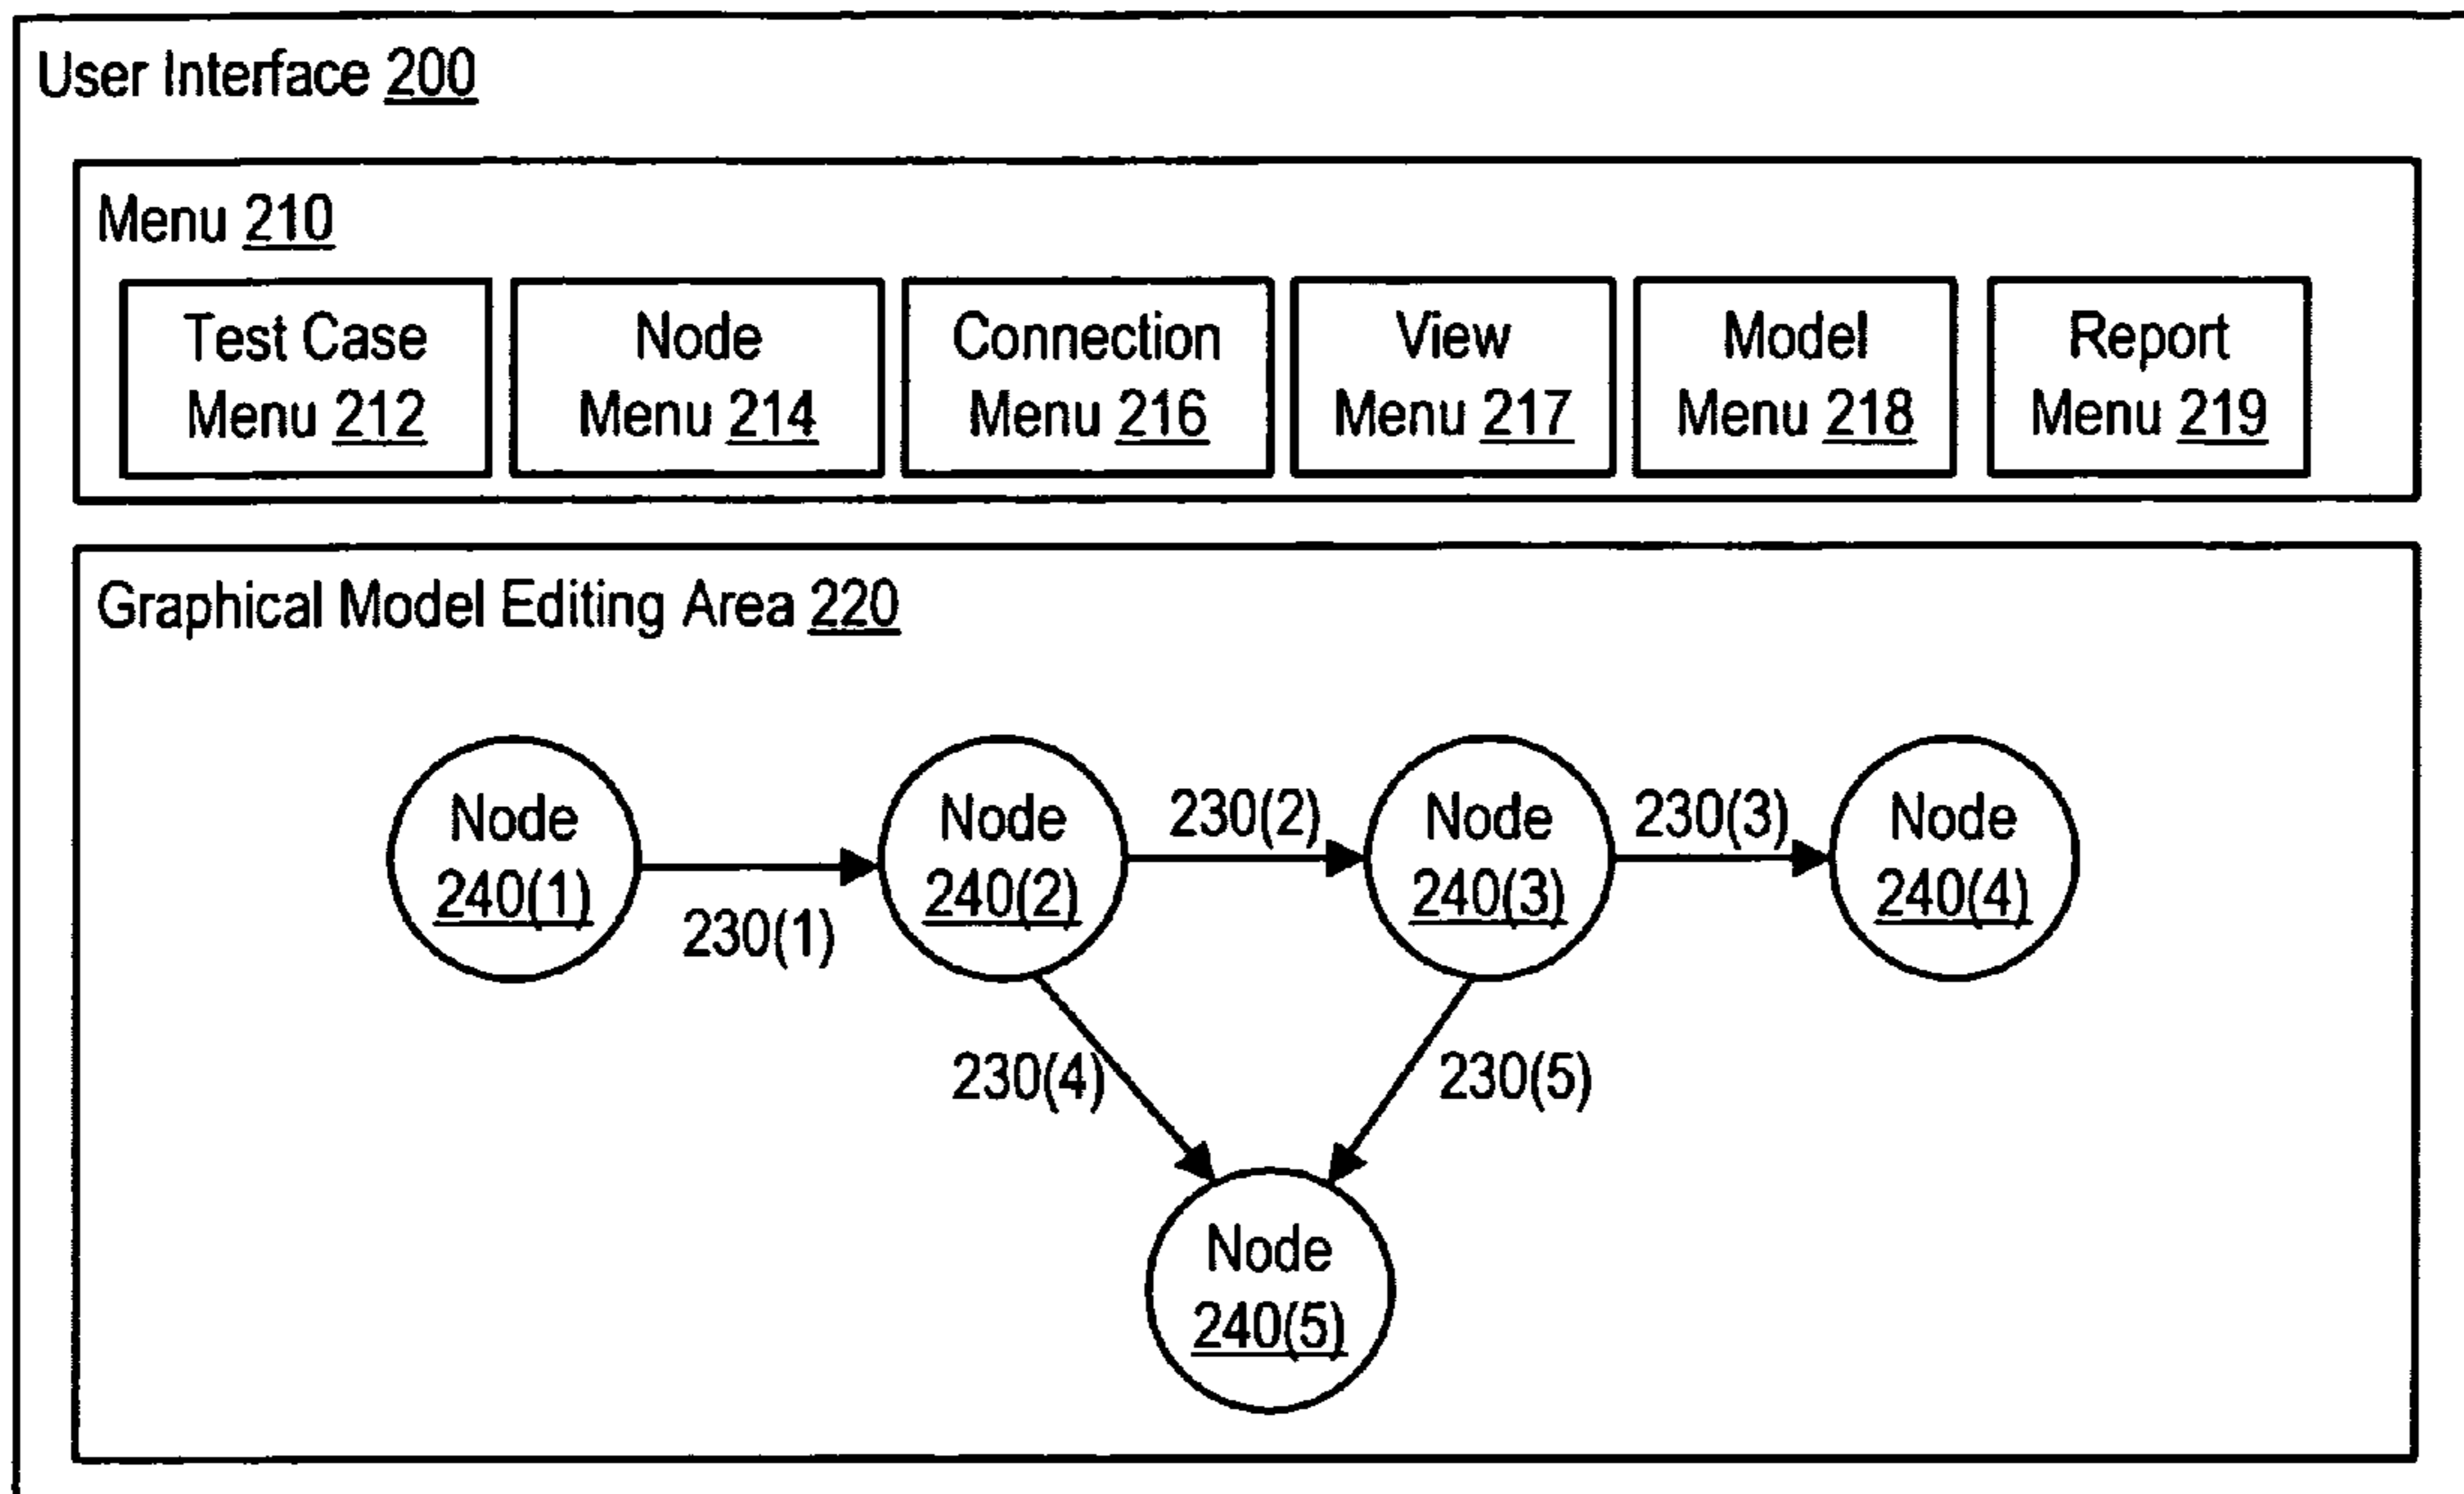 User Interface 200
Menu 210
Test Case
Menu 212
Node
Menu 214
Connection
Menu 216
View
Menu 217
Model
Menu 218
Report
Menu 219
Graphical Model Editing Area 220
Node
240(1)
230(1)
Node
240(2)
230(2)
Node
240(3)
230(3)
Node
240(4)
230(4)
230(5)
Node
240(5)